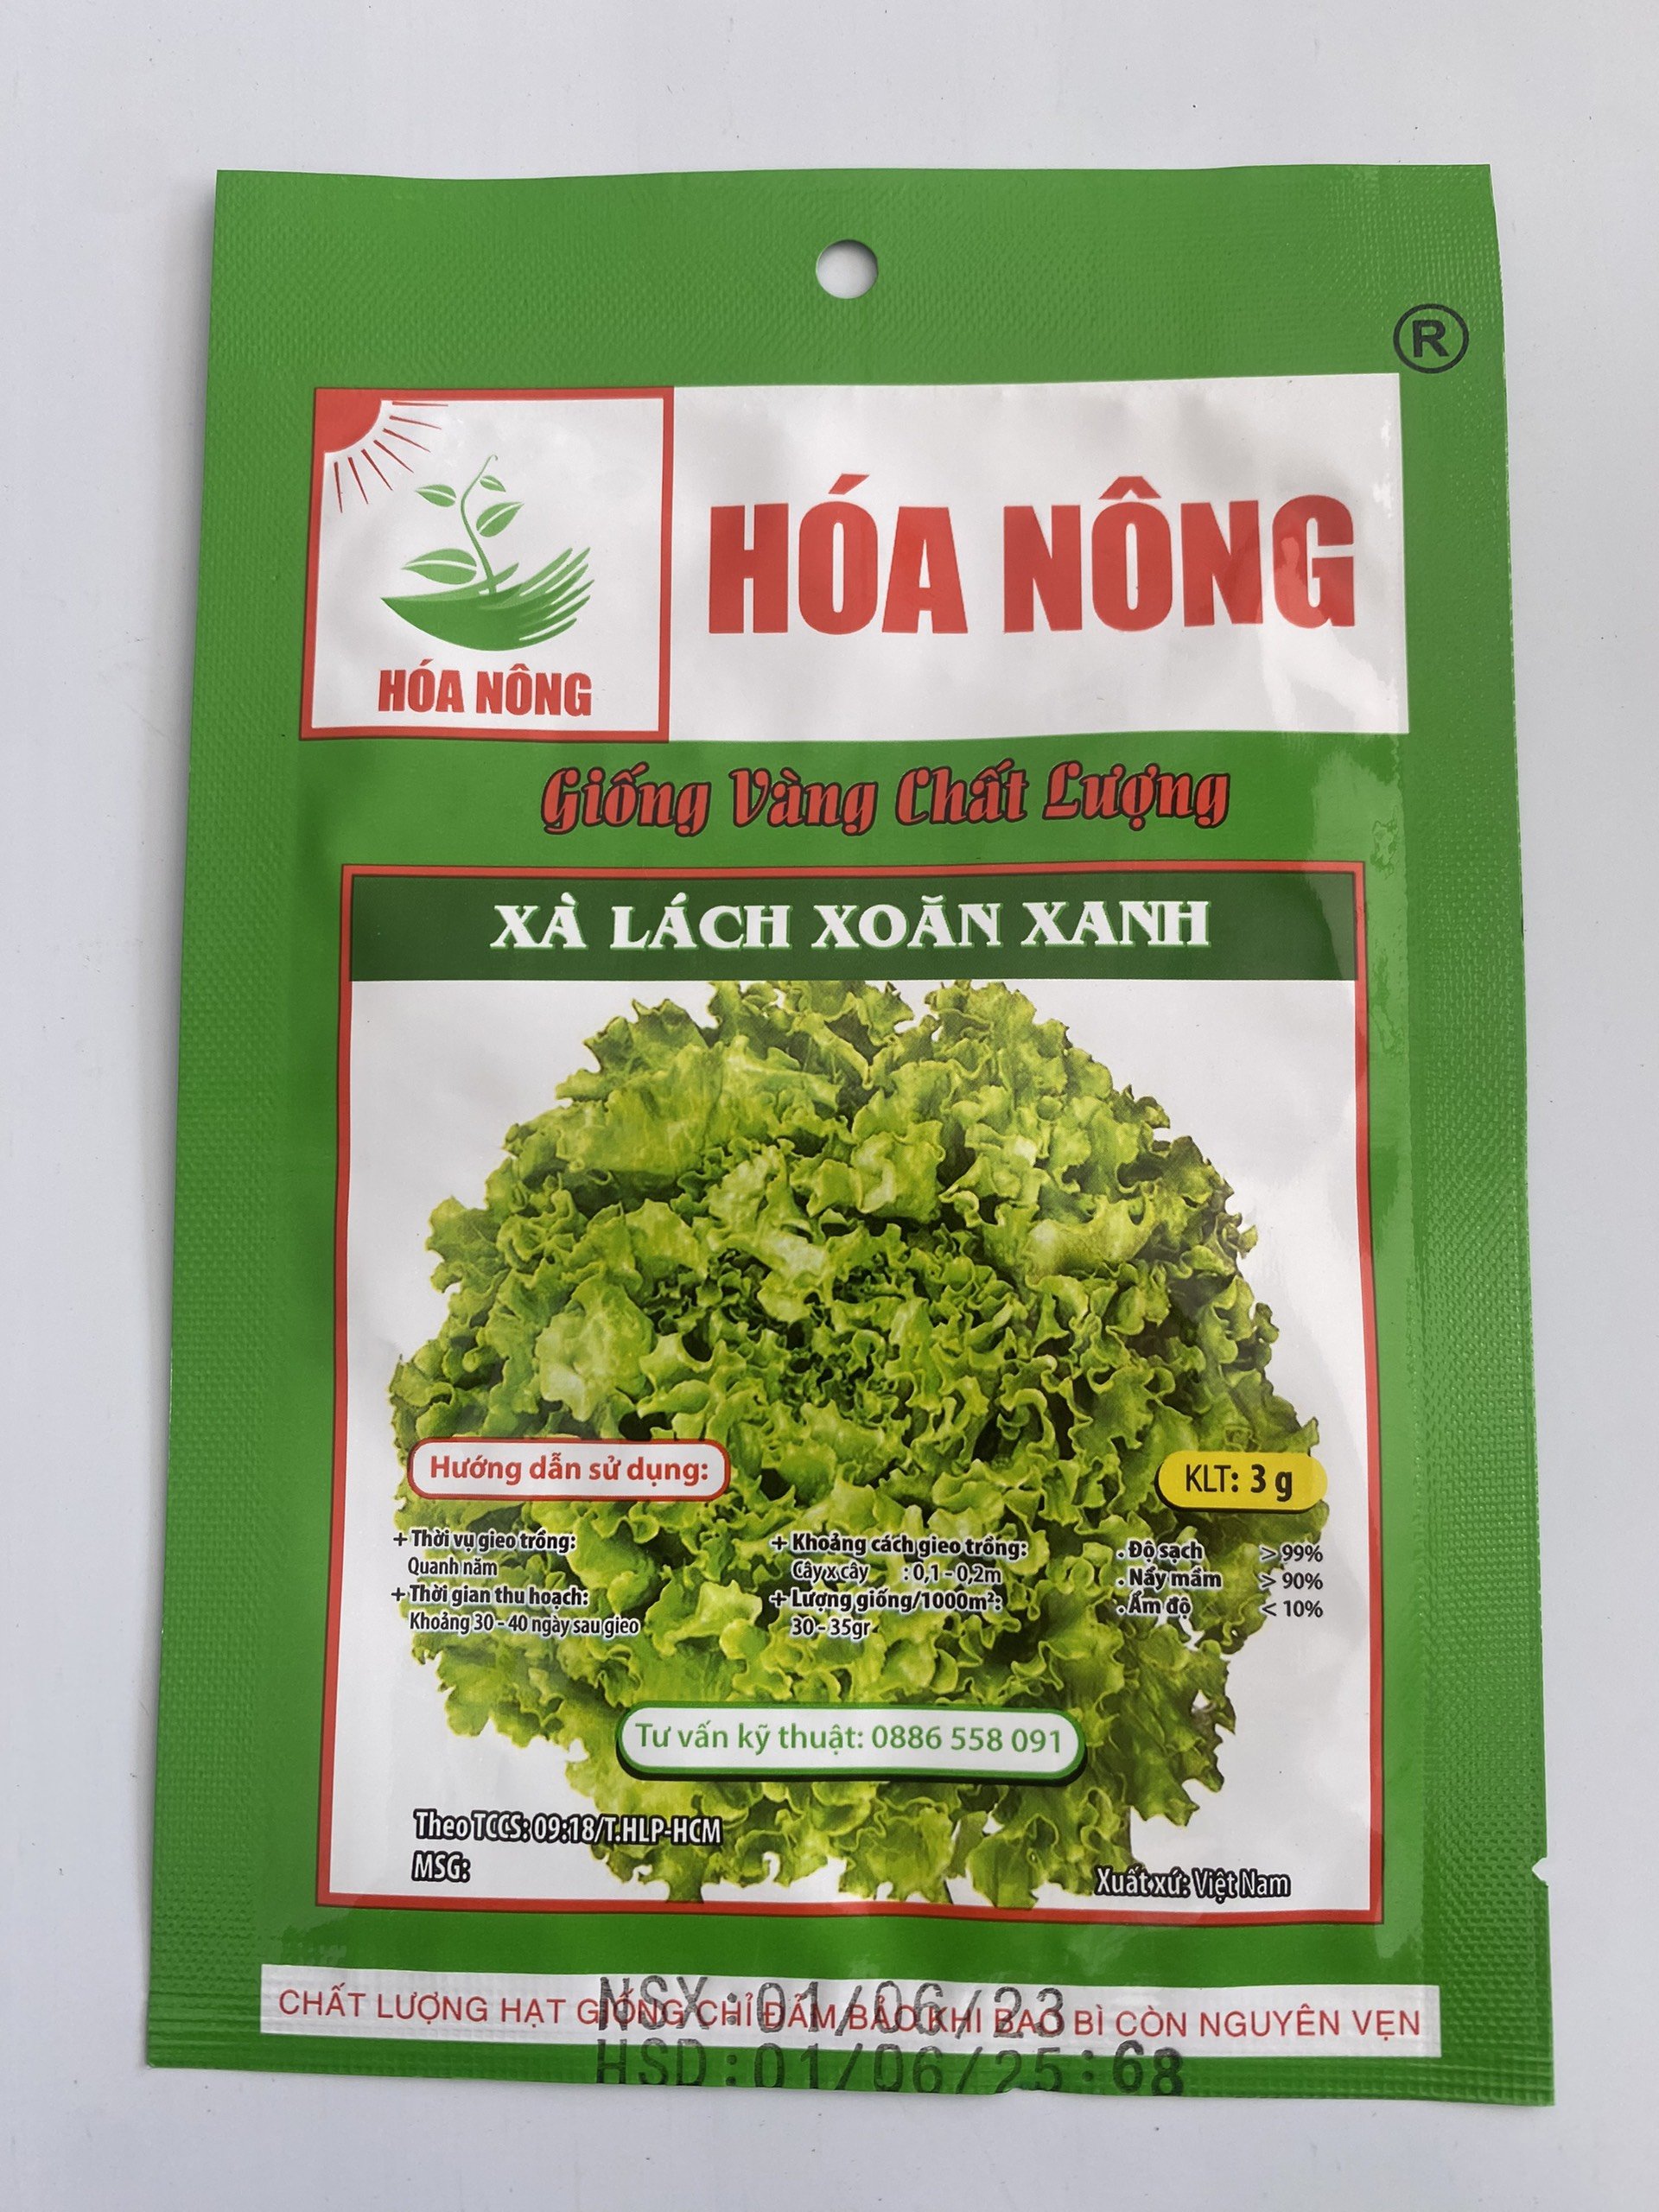 ®
HÓA NÔNG
HÓA NÔNG
Giống Vàng Chất Lượng
XÀ LÁCH XOĂN XANH
Hướng dẫn sử dụng:
KLT: 3 g
+ Thời vụ gieo trồng:
Quanh năm
+ Thời gian thu hoạch:
Khoảng 30 - 40 ngày sau gieo
+ Khoảng cách gieo trồng:
Cây x cây : 0,1 - 0,2m
+ Lượng giống/1000m²:
30 - 35gr
. Độ sạch > 99%
. Nẩy mầm > 90%
. Ẩm độ < 10%
Tư vấn kỹ thuật: 0886 558 091
Theo TCCS: 09:18/T.HLP-HCM
MSG:
Xuất xứ: Việt Nam
CHẤT LƯỢNG HẠT GIỐNG CHỈ ĐẢM BẢO KHI BAO BÌ CÒN NGUYÊN VẸN
NSX:01/06/23
HSD:01/06/25:68